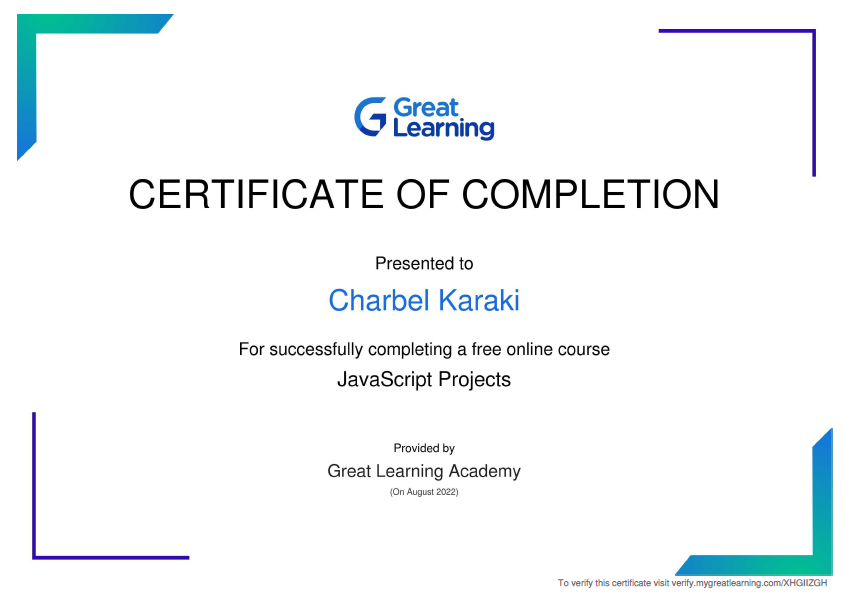 Great
Learning
CERTIFICATE OF COMPLETION
Presented to
Charbel Karaki
For successfully completing a free online course
JavaScript Projects
Provided by
Great Learning Academy
(On August 2022)
To verify this certificate visit verify.mygreatlearning.com/XHGIIZGH